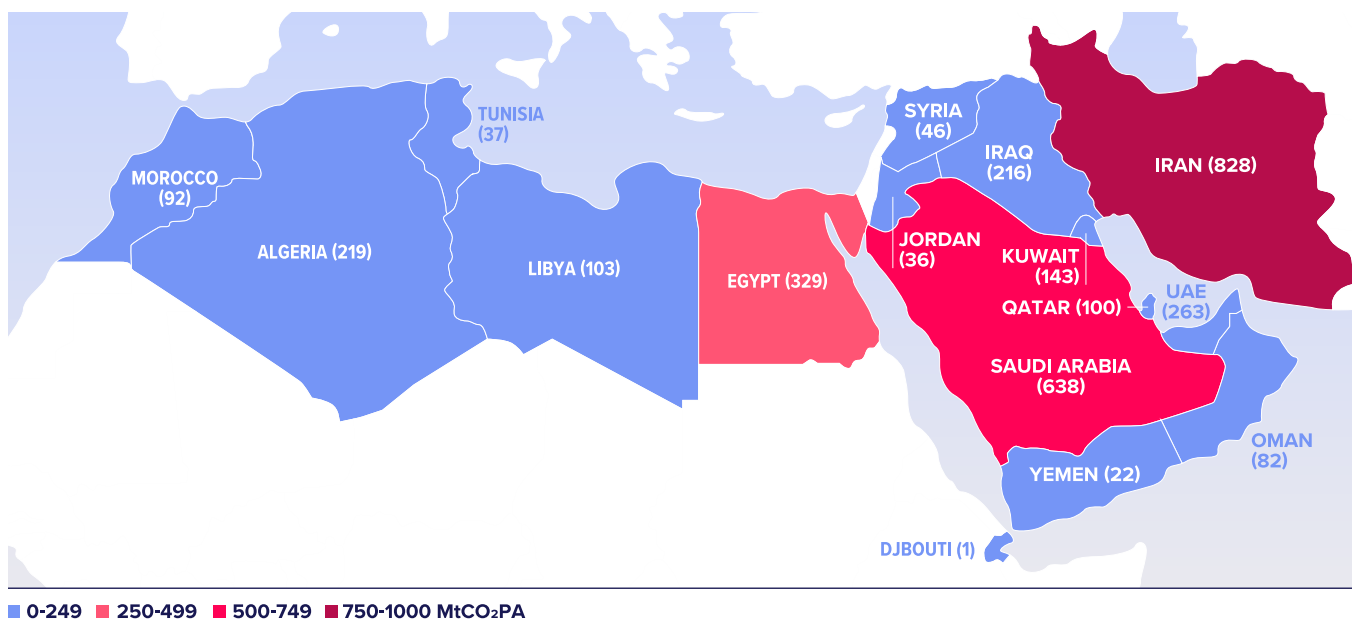 TUNISIA
(37)
SYRIA
(46)
IRAQ
(216)
IRAN (828)
MOROCCO
(92)
ALGERIA (219)
LIBYA (103)
EGYPT (329)
JORDAN
(36)
KUWAIT
(143)
QATAR (100)
UAE
(263)
SAUDI ARABIA
(638)
OMAN
(82)
YEMEN (22)
DJBOUTI (1)
0-249 250-499 500-749 750-1000 MtCO₂PA